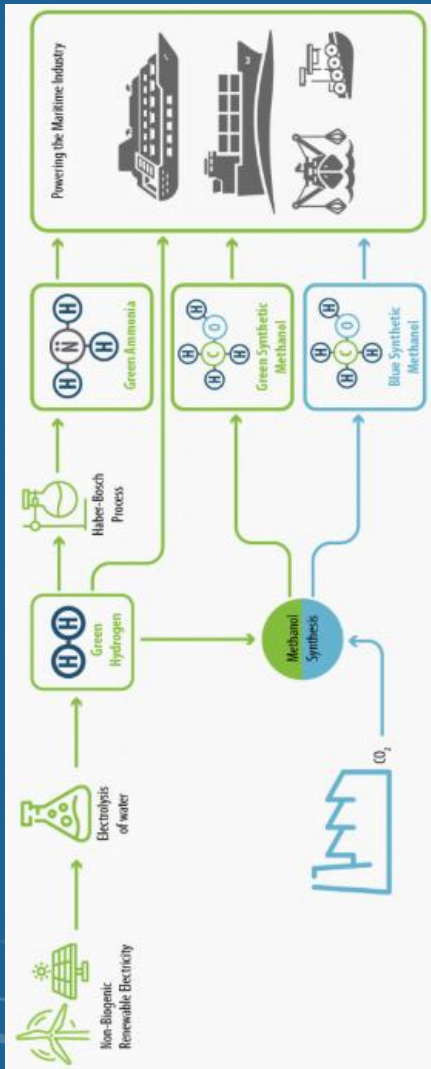 Non-Biogenic
Renewable Electricity
Electrolysis
of water
H H
Green
Hydrogen
Haber-Bosch
Process
H N H
H
Green Ammonia
Methanol
Synthesis
CO₂
H
H C O
H H
Green Synthetic
Methanol
H
H C O
H H
Blue Synthetic
Methanol
Powering the Maritime Industry